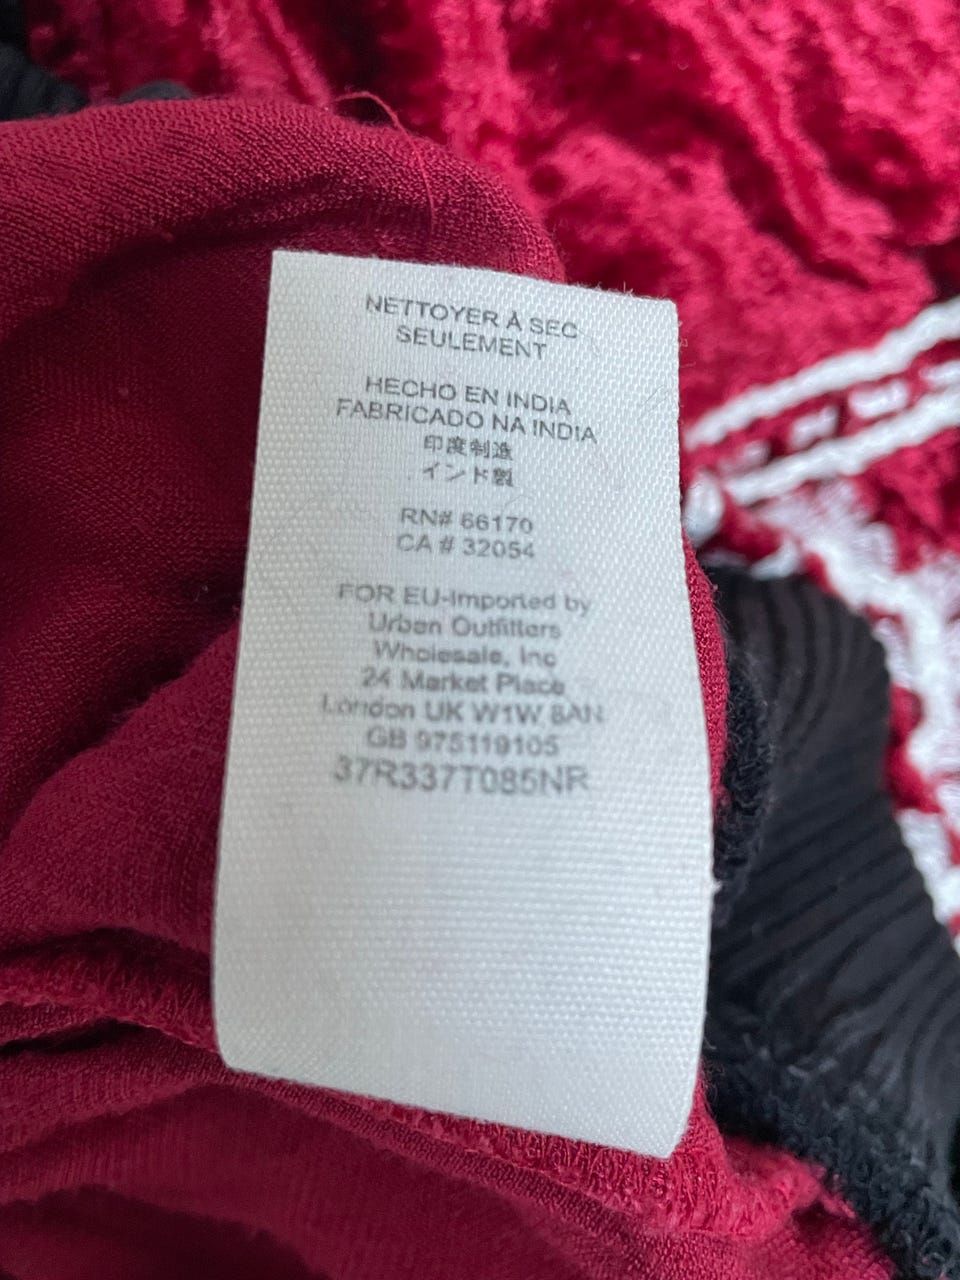 NETTOYER À SEC
SEULEMENT
HECHO EN INDIA
FABRICADO NA INDIA
印度制造
インド製
RN# 66170
CA # 32054
FOR EU-Imported by
Urban Outfitters
Wholesale, Inc
24 Market Place
London UK W1W 8AN
GB 975119105
37R337T085NR